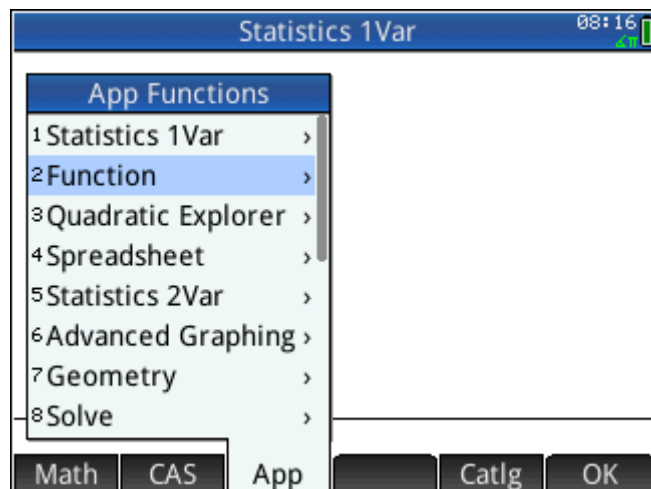 Statistics 1Var
08:16
∡π
App Functions
1 Statistics 1Var ›
2 Function ›
3 Quadratic Explorer ›
4 Spreadsheet ›
5 Statistics 2Var ›
6 Advanced Graphing ›
7 Geometry ›
8 Solve ›
Math CAS App Catlg OK